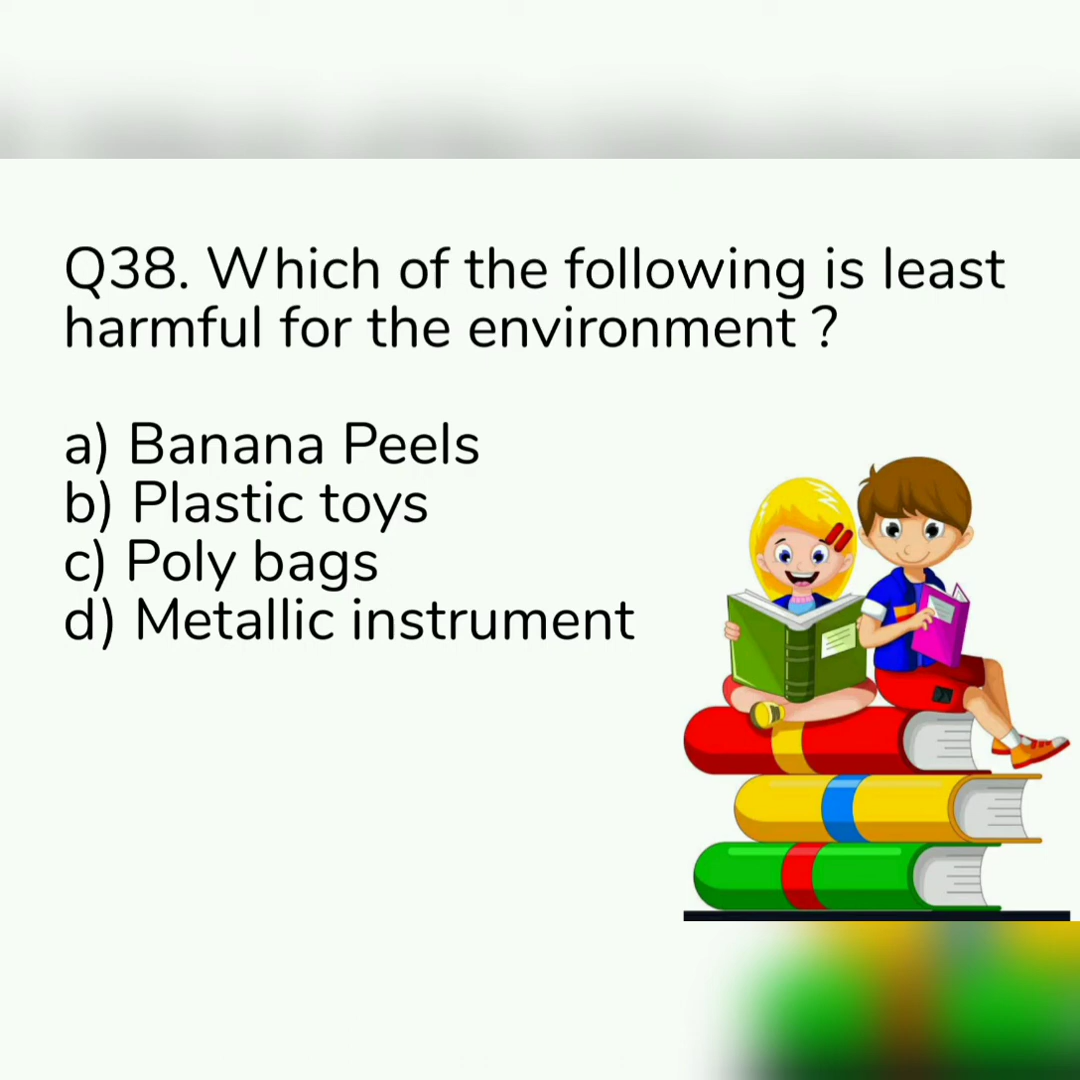 Q38. Which of the following is least
harmful for the environment ?
a) Banana Peels
b) Plastic toys
c) Poly bags
d) Metallic instrument